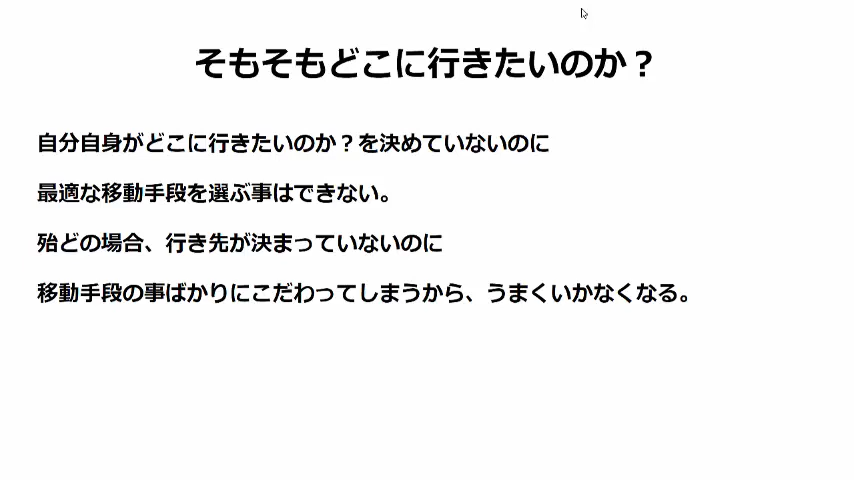 そもそもどこに行きたいのか？
自分自身がどこに行きたいのか？を決めていないのに
最適な移動手段を選ぶ事はできない。
殆どの場合、行き先が決まっていないのに
移動手段の事ばかりにこだわってしまうから、うまくいかなくなる。